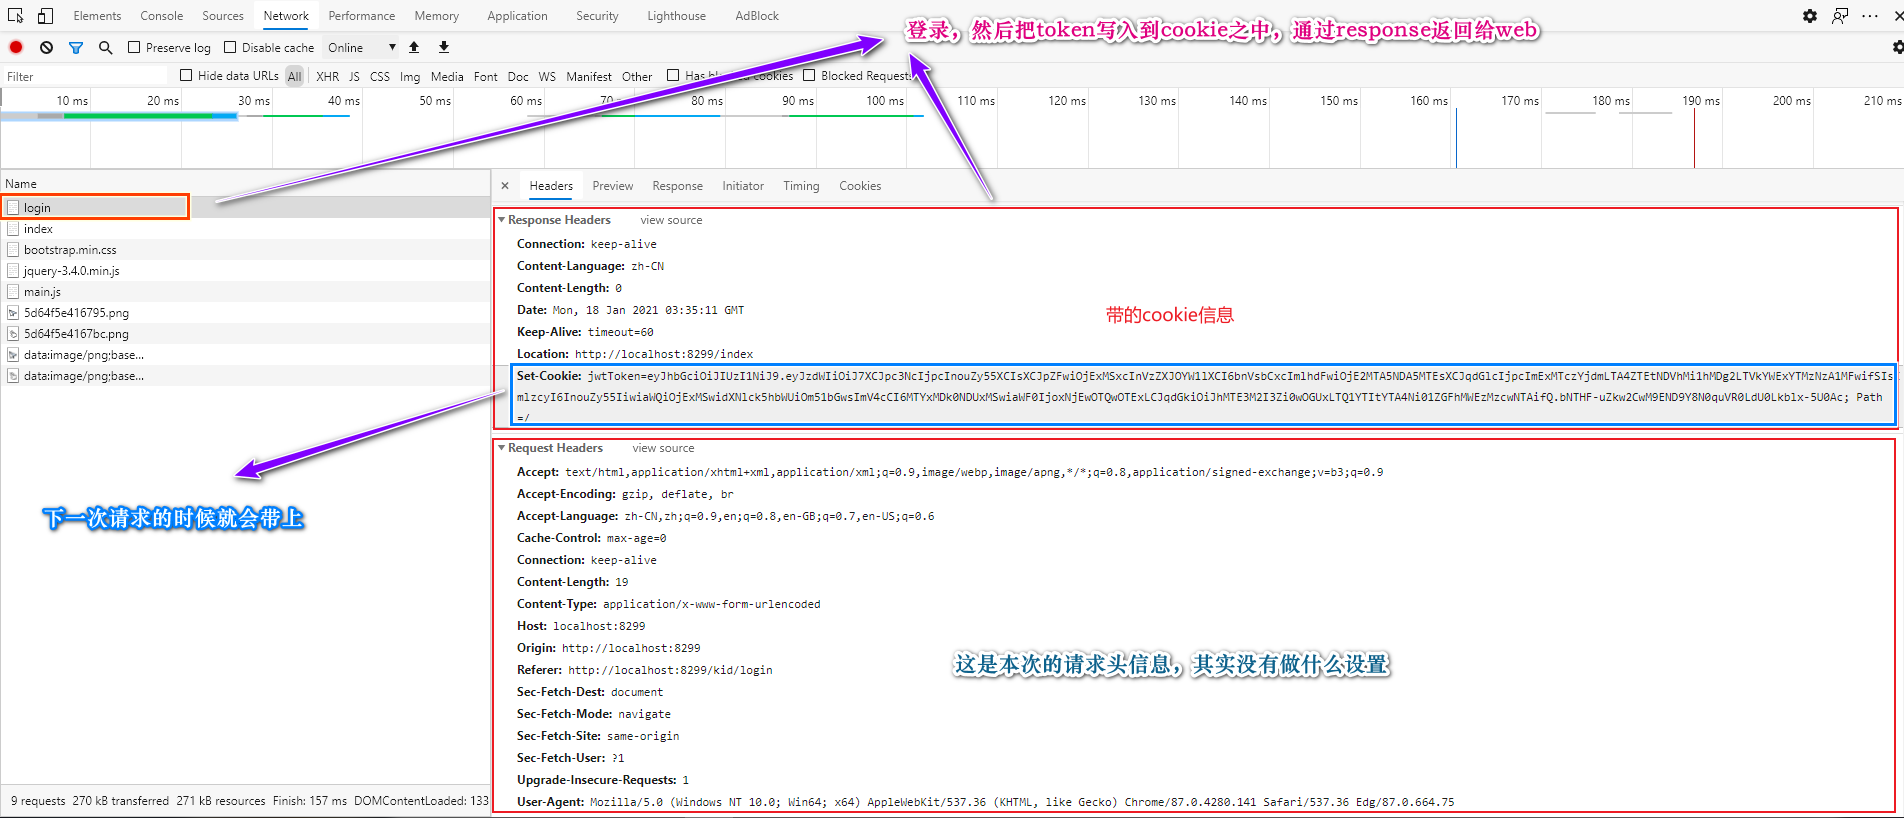 Elements Console Sources Network Performance Memory Application Security Lighthouse AdBlock
登录，然后把token写入到cookie之中，通过response返回给web
Preserve log Disable cache Online
Filter Hide data URLs All XHR JS CSS Img Media Font Doc WS Manifest Other Has cookies Blocked Requests
10 ms 20 ms 30 ms 40 ms 50 ms 60 ms 80 ms 90 ms 100 ms 110 ms 120 ms 130 ms 140 ms 150 ms 160 ms 170 ms 180 ms 190 ms 200 ms 210 ms
Name
login
index
bootstrap.min.css
jquery-3.4.0.min.js
main.js
5d64f5e416795.png
5d64f5e4167bc.png
data:image/png;base...
data:image/png;base...
下一次请求的时候就会带上
9 requests 270 kB transferred 271 kB resources Finish: 157 ms DOMContentLoaded: 133
Headers Preview Response Initiator Timing Cookies
Response Headers view source
Connection: keep-alive
Content-Language: zh-CN
Content-Length: 0
Date: Mon, 18 Jan 2021 03:35:11 GMT
带的cookie信息
Keep-Alive: timeout=60
Location: http://localhost:8299/index
Set-Cookie: jwtToken=eyJhbGciOiJIUzI1NiJ9.eyJzdWIiOiJ7XCJpc3NcIjpcInouZy55XCIsXCJpZFwiOjExMSxcInVzZXJOYW1lXCI6bnVsbCxcImlhdFwiOjE2MTA5NDA5MTEsXCJqdGlcIjpcImExMTczYjdmLTA4ZTEtNDVhMi1hMDg2LTVkYWExYTMzNzA1MFwifSIs
mlzcyI6InouZy55IiwiaWQiOjExMSwidXNlck5hbWUiOm51bGwsImV4cCI6MTYxMDk0NDUxMSwiaWF0IjoxNjEwOTQwOTExLCJqdGkiOiJhMTE3M2I3Zi0wOGUxLTQ1YTItYTA4Ni01ZGFhMWEzMzcwNTAifQ.bNTHF-uZkw2CwM9END9Y8N0quVR0LdU0Lkblx-5U0Ac; Path
=/
Request Headers view source
Accept: text/html,application/xhtml+xml,application/xml;q=0.9,image/webp,image/apng,*/*;q=0.8,application/signed-exchange;v=b3;q=0.9
Accept-Encoding: gzip, deflate, br
Accept-Language: zh-CN,zh;q=0.9,en;q=0.8,en-GB;q=0.7,en-US;q=0.6
Cache-Control: max-age=0
Connection: keep-alive
Content-Length: 19
Content-Type: application/x-www-form-urlencoded
Host: localhost:8299
Origin: http://localhost:8299
这是本次的请求头信息，其实没有做什么设置
Referer: http://localhost:8299/kid/login
Sec-Fetch-Dest: document
Sec-Fetch-Mode: navigate
Sec-Fetch-Site: same-origin
Sec-Fetch-User: ?1
Upgrade-Insecure-Requests: 1
User-Agent: Mozilla/5.0 (Windows NT 10.0; Win64; x64) AppleWebKit/537.36 (KHTML, like Gecko) Chrome/87.0.4280.141 Safari/537.36 Edg/87.0.664.75